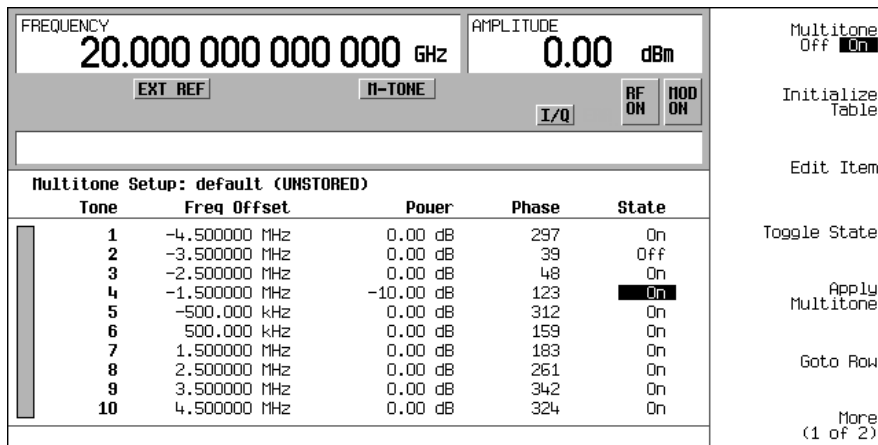 FREQUENCY
20.000 000 000 000 GHz
AMPLITUDE
0.00 dBm
EXT REF
M-TONE
I/Q
RF ON
MOD ON
Multitone Setup: default (UNSTORED)
Tone Freq Offset Power Phase State
1 -4.500000 MHz 0.00 dB 297 On
2 -3.500000 MHz 0.00 dB 39 Off
3 -2.500000 MHz 0.00 dB 48 On
4 -1.500000 MHz -10.00 dB 123 On
5 -500.000 kHz 0.00 dB 312 On
6 500.000 kHz 0.00 dB 159 On
7 1.500000 MHz 0.00 dB 183 On
8 2.500000 MHz 0.00 dB 261 On
9 3.500000 MHz 0.00 dB 342 On
10 4.500000 MHz 0.00 dB 324 On
Multitone
Off On
Initialize
Table
Edit Item
Toggle State
Apply
Multitone
Goto Row
More
(1 of 2)